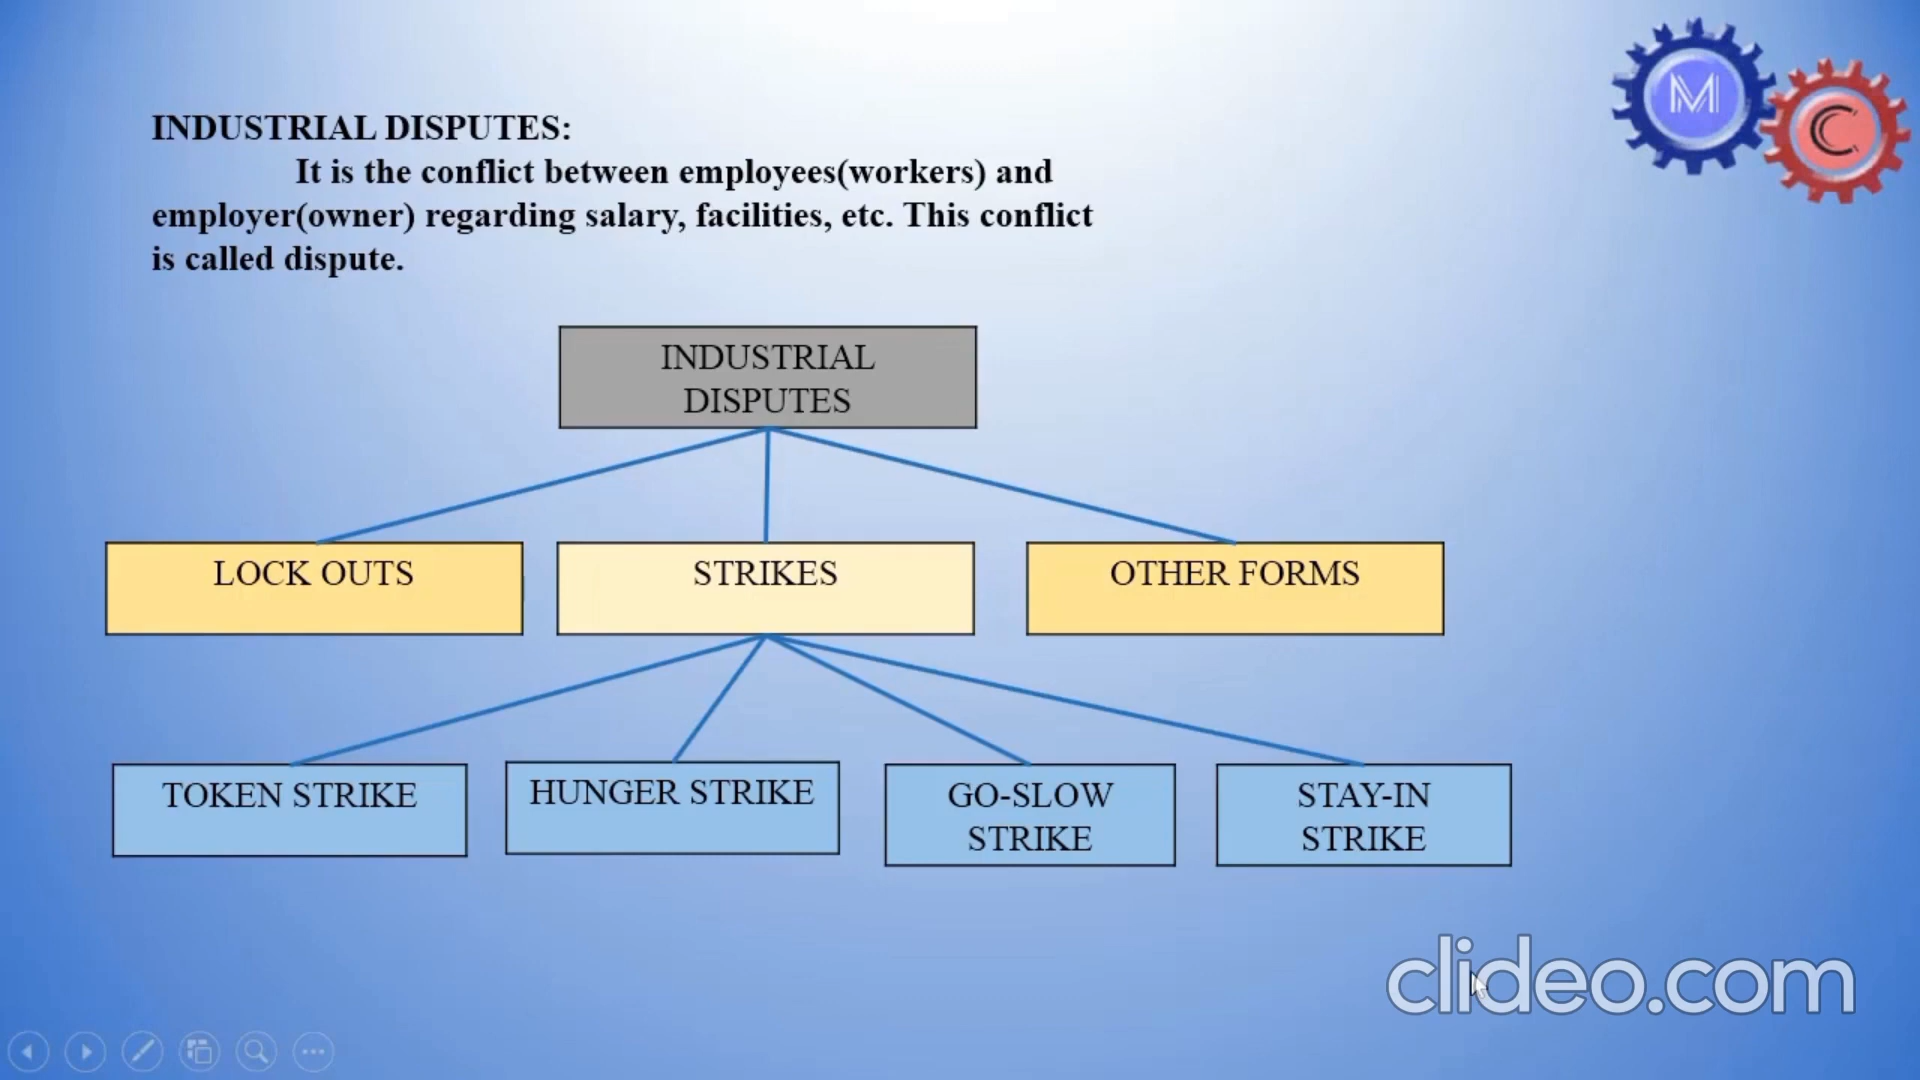 M
C
INDUSTRIAL DISPUTES:
It is the conflict between employees(workers) and
employer(owner) regarding salary, facilities, etc. This conflict
is called dispute.
INDUSTRIAL
DISPUTES
LOCK OUTS
STRIKES
OTHER FORMS
TOKEN STRIKE
HUNGER STRIKE
GO-SLOW
STRIKE
STAY-IN
STRIKE
clideo.com